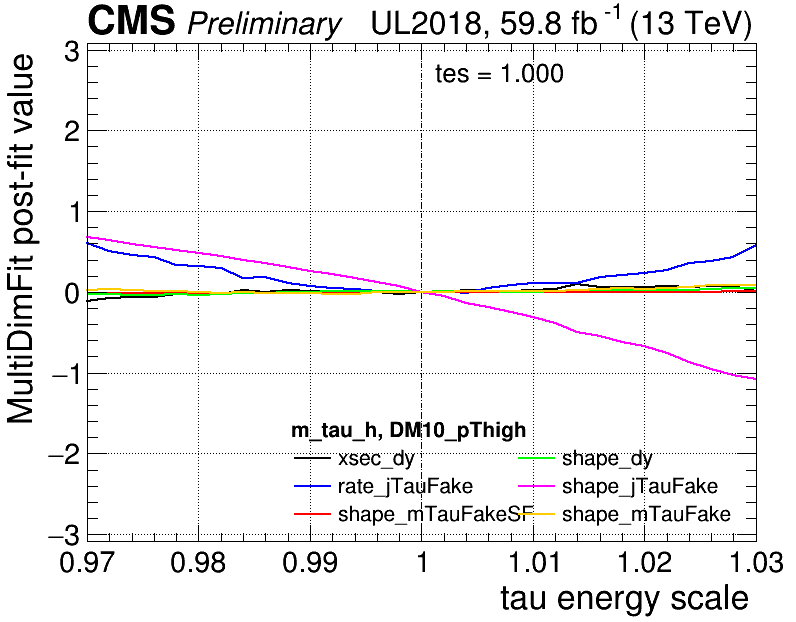 CMS Preliminary UL2018, 59.8 fb⁻¹ (13 TeV)
MultiDimFit post-fit value
tes = 1.000
3
2
1
0
−1
−2
−3
m_tau_h, DM10_pThigh
xsec_dy shape_dy
rate_jTauFake shape_jTauFake
shape_mTauFakeSF shape_mTauFake
0.97 0.98 0.99 1 1.01 1.02 1.03
tau energy scale